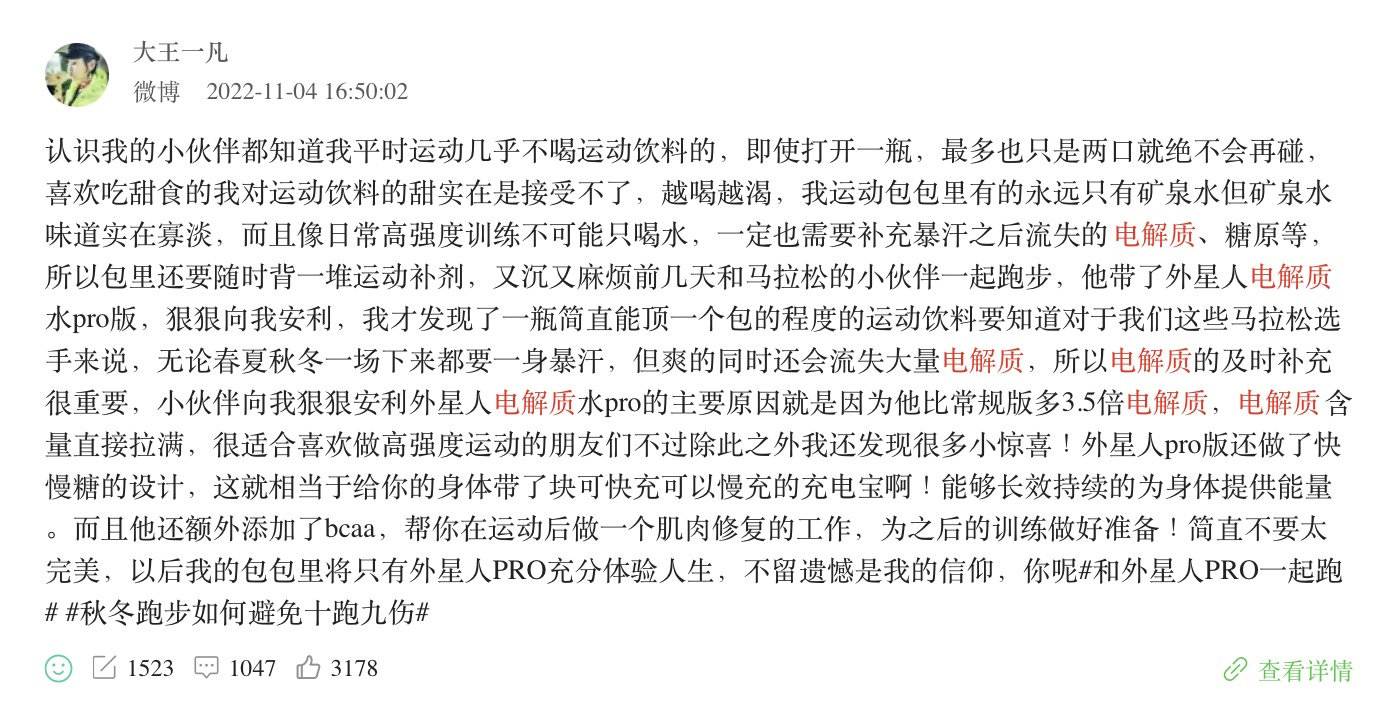 大王一凡
微博 2022-11-04 16:50:02
认识我的小伙伴都知道我平时运动几乎不喝运动饮料的，即使打开一瓶，最多也只是两口就绝不会再碰，
喜欢吃甜食的我对运动饮料的甜实在是接受不了，越喝越渴，我运动包包里有的永远只有矿泉水但矿泉水
味道实在寡淡，而且像日常高强度训练不可能只喝水，一定也需要补充暴汗之后流失的 电解质、糖原等，
所以包里还要随时背一堆运动补剂，又沉又麻烦前几天和马拉松的小伙伴一起跑步，他带了外星人电解质
水pro版，狠狠向我安利，我才发现了一瓶简直能顶一个包的程度的运动饮料要知道对于我们这些马拉松选
手来说，无论春夏秋冬一场下来都要一身暴汗，但爽的同时还会流失大量电解质，所以电解质的及时补充
很重要，小伙伴向我狠狠安利外星人电解质水pro的主要原因就是因为他比常规版多3.5倍电解质，电解质 含
量直接拉满，很适合喜欢做高强度运动的朋友们不过除此之外我还发现很多小惊喜！外星人pro版还做了快
慢糖的设计，这就相当于给你的身体带了块可快充可以慢充的充电宝啊！能够长效持续的为身体提供能量
。而且他还额外添加了bcaa，帮你在运动后做一个肌肉修复的工作，为之后的训练做好准备！简直不要太
完美，以后我的包包里将只有外星人PRO充分体验人生，不留遗憾是我的信仰，你呢#和外星人PRO一起跑
# #秋冬跑步如何避免十跑九伤#
1523 1047 3178 查看详情